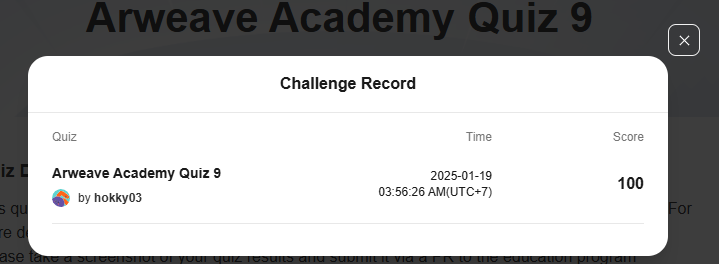 Arweave Academy Quiz 9
Challenge Record
Quiz Time Score
Arweave Academy Quiz 9
by hokky03
2025-01-19
03:56:26 AM(UTC+7)
100
iz D
s qu
For
re de
ase take a screenshot of your quiz results and submit it via a PR to the education program